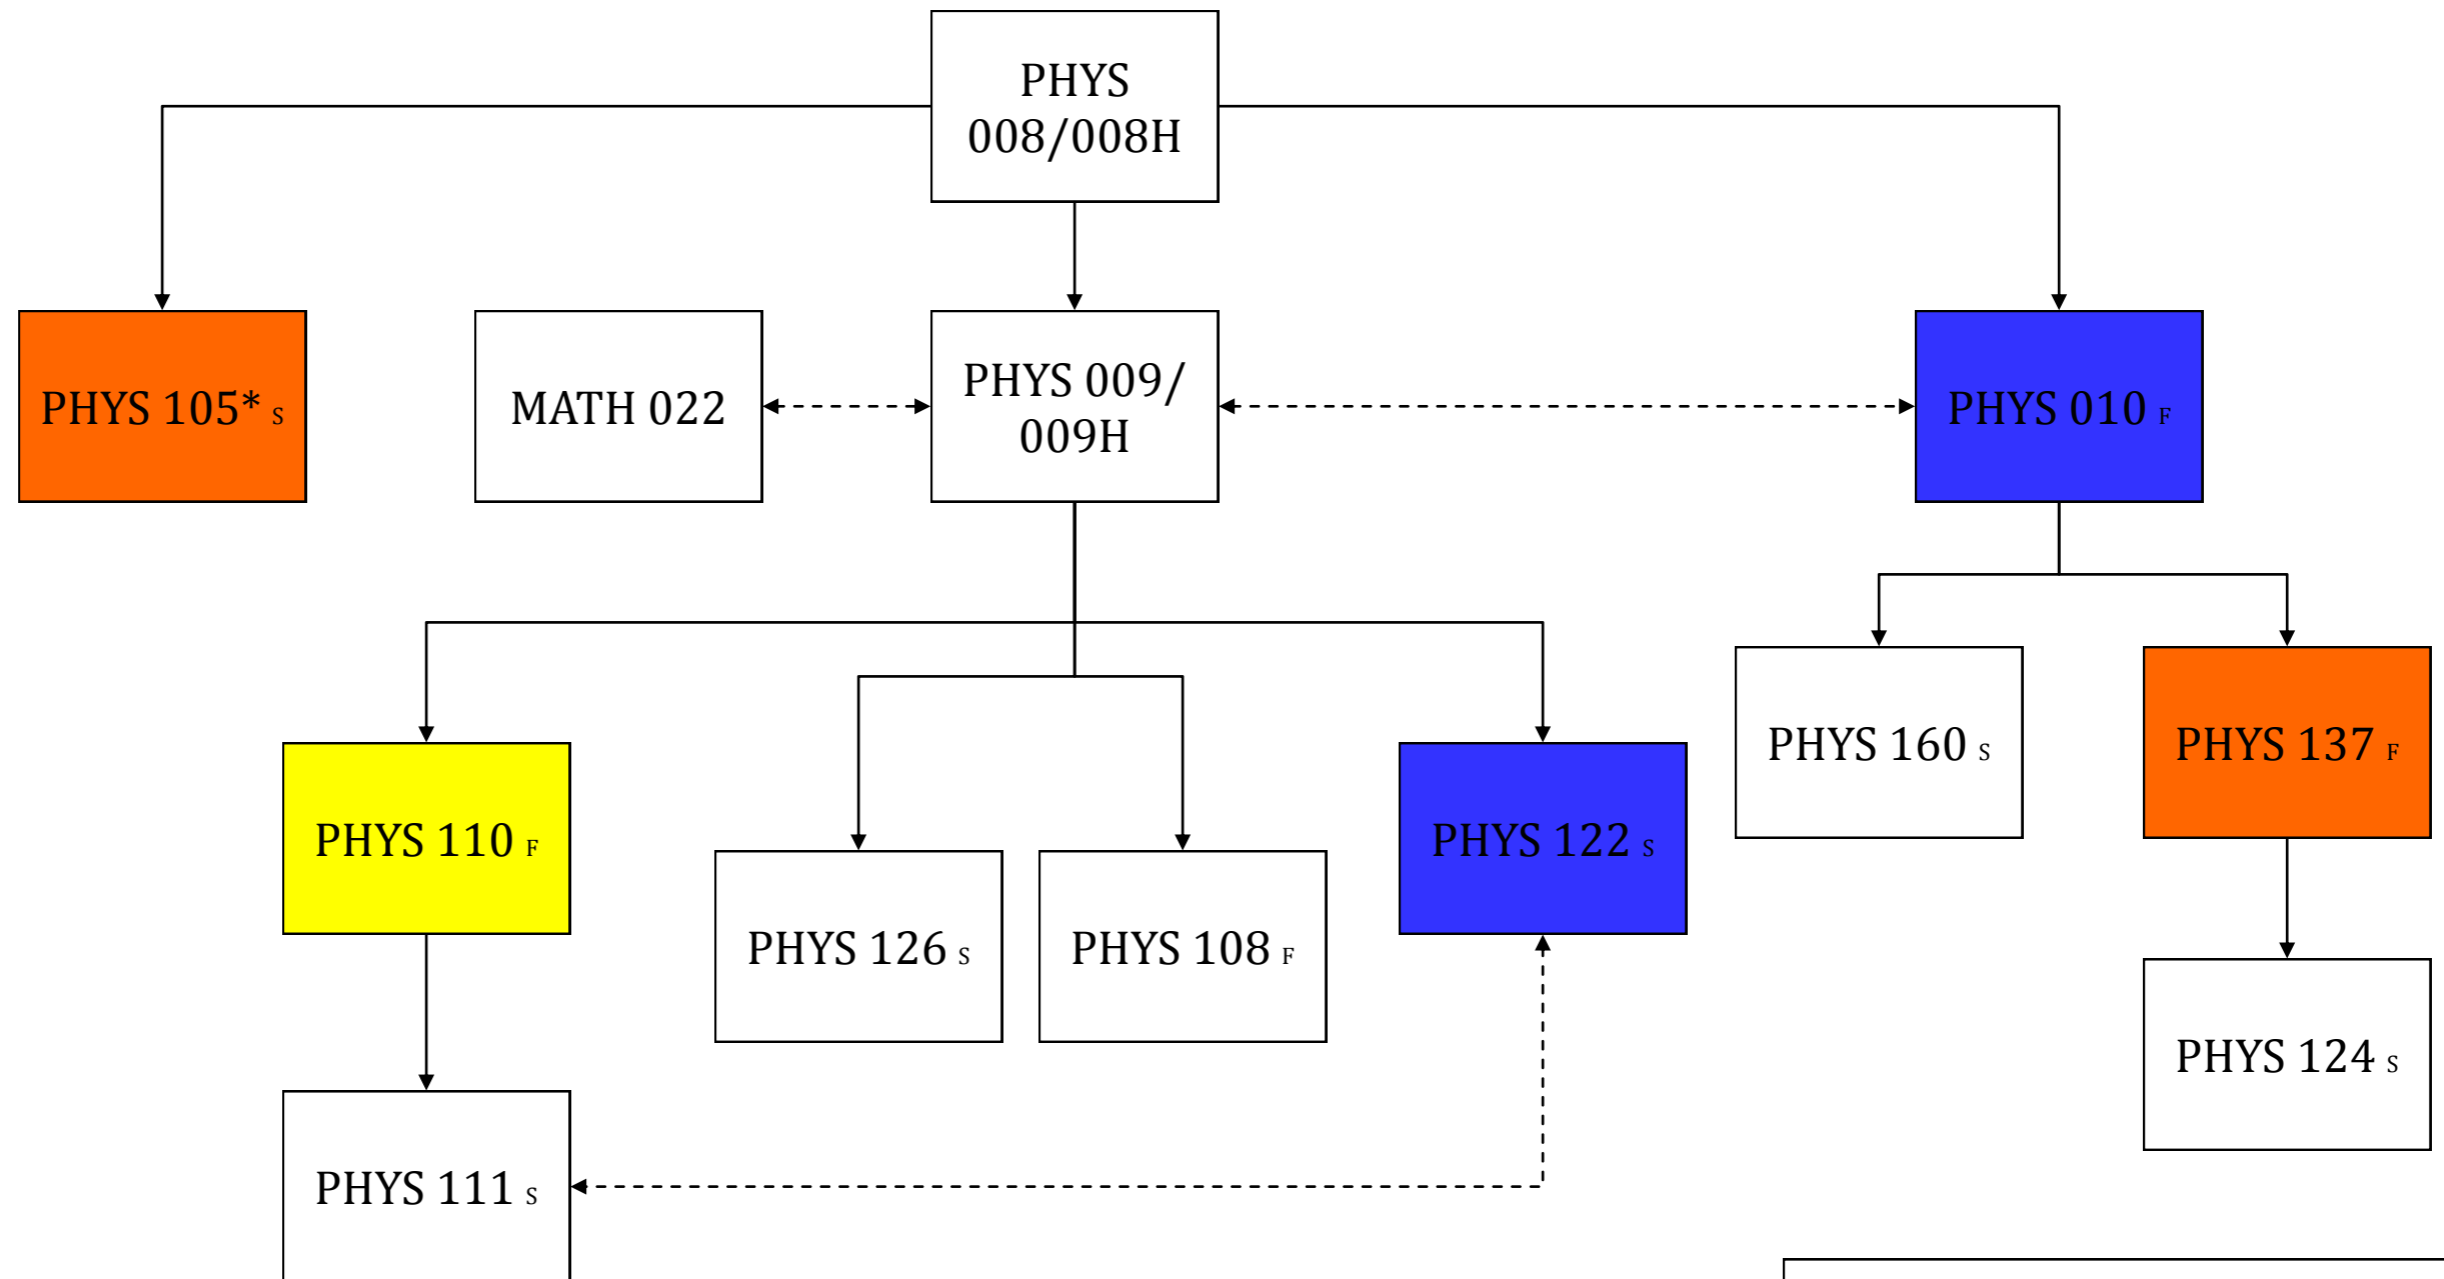 PHYS
008/008H
PHYS 105* S
MATH 022
PHYS 009/
009H
PHYS 010 F
PHYS 160 S
PHYS 137 F
PHYS 110 F
PHYS 122 S
PHYS 126 S
PHYS 108 F
PHYS 124 S
PHYS 111 S